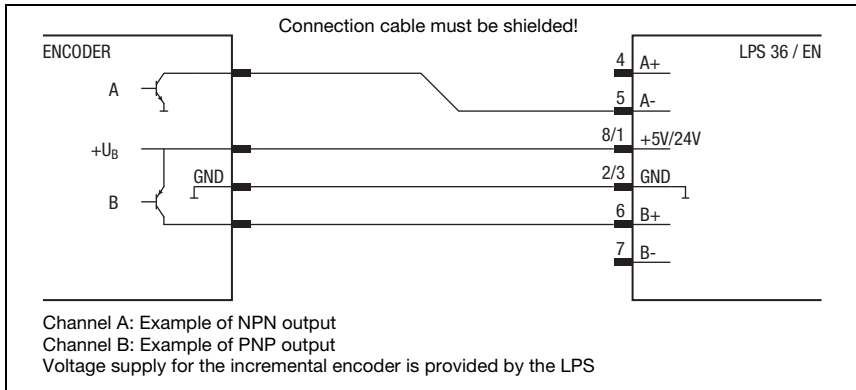 Connection cable must be shielded!
ENCODER
LPS 36 / EN
A
4 A+
5 A-
+UB
8/1 +5V/24V
GND
2/3 GND
B
6 B+
7 B-
Channel A: Example of NPN output
Channel B: Example of PNP output
Voltage supply for the incremental encoder is provided by the LPS